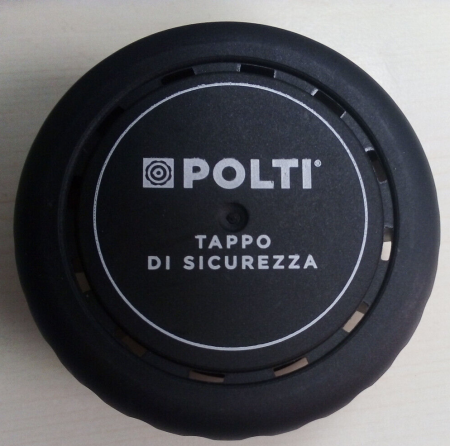 POLTI®
TAPPO
DI SICUREZZA